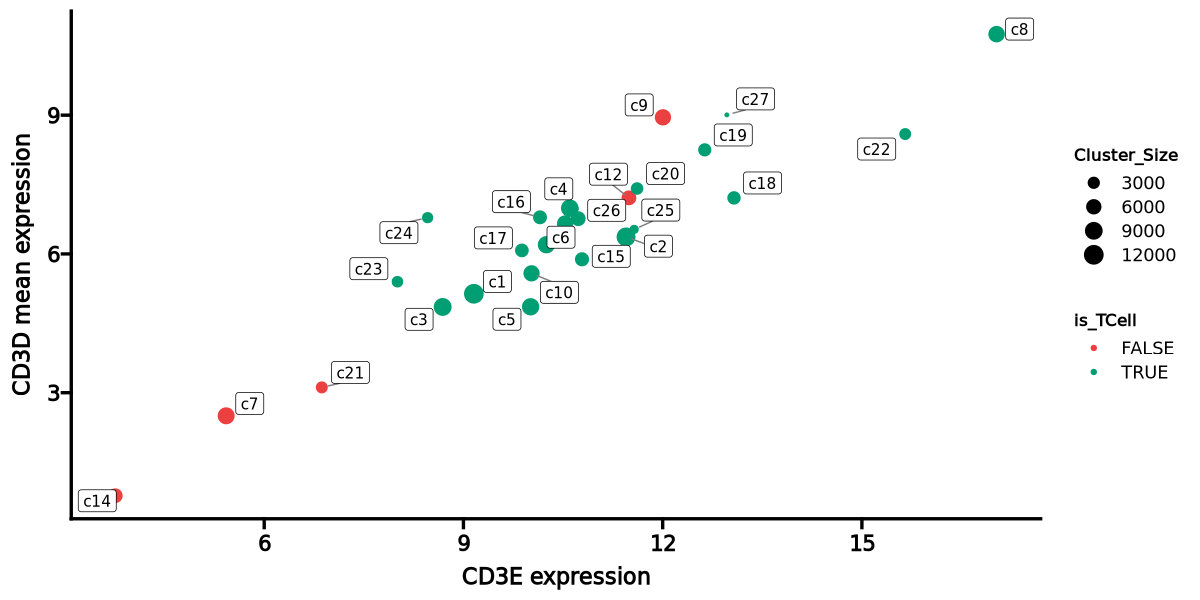 c8
c27
c9
9
c19
c22
Cluster_Size
3000
6000
9000
12000
c12
c20
c18
c4
c16
c26
c25
c24
c17
c6
c2
c15
6
c23
c1
c10
c3
c5
is_TCell
FALSE
TRUE
c21
3
c7
c14
CD3D mean expression
6
9
12
15
CD3E expression